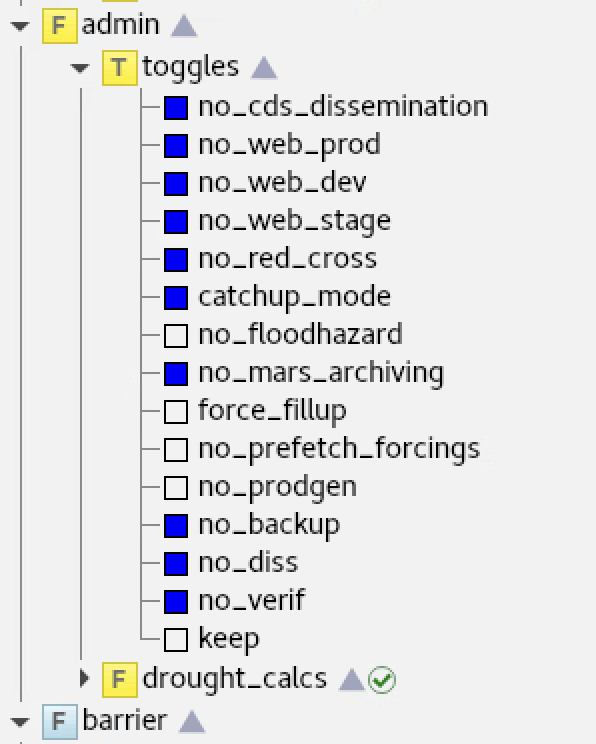 F admin
T toggles
no_cds_dissemination
no_web_prod
no_web_dev
no_web_stage
no_red_cross
catchup_mode
no_floodhazard
no_mars_archiving
force_fillup
no_prefetch_forcings
no_prodgen
no_backup
no_diss
no_verif
keep
F drought_calcs
F barrier